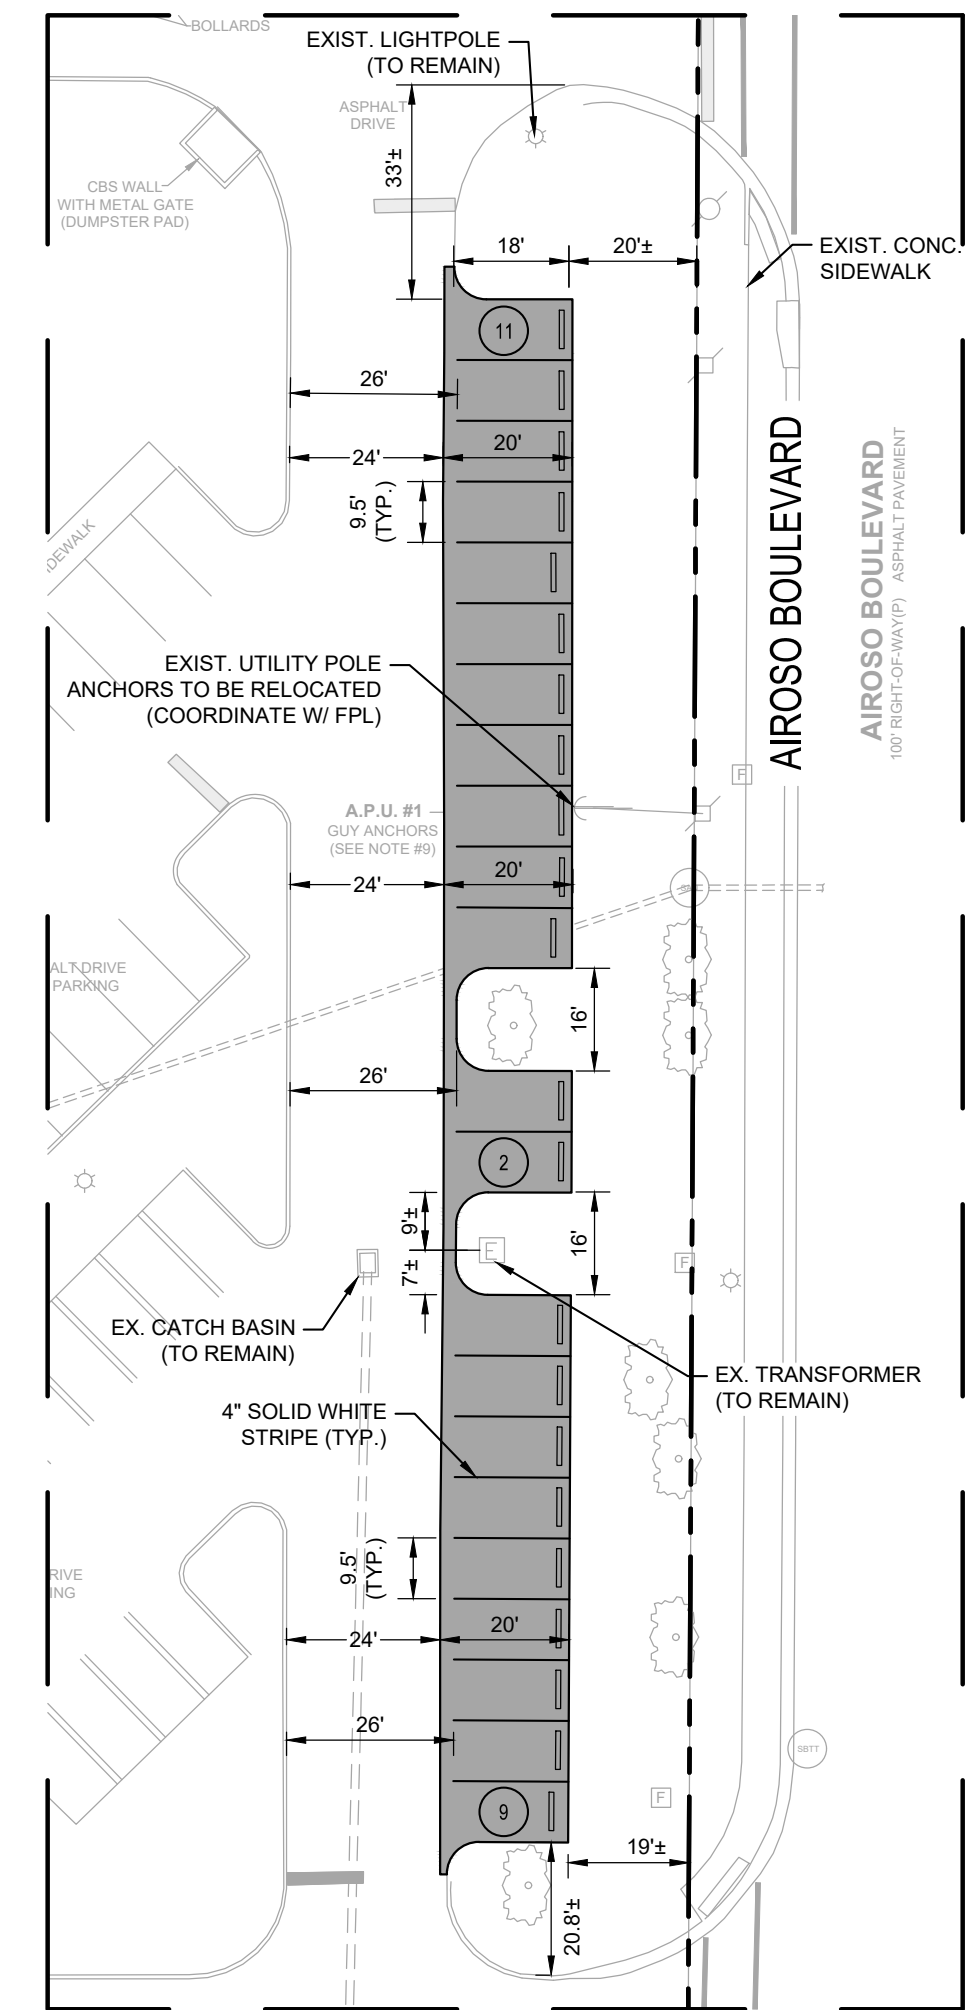 BOLLARDS
EXIST. LIGHTPOLE
(TO REMAIN)
ASPHALT
DRIVE
33'±
CBS WALL
WITH METAL GATE
(DUMPSTER PAD)
18'
20'±
EXIST. CONC.
SIDEWALK
11
26'
24'
20'
9.5'
(TYP.)
AIROSO BOULEVARD
AIROSO BOULEVARD
100' RIGHT-OF-WAY(P) ASPHALT PAVEMENT
IDEWALK
EXIST. UTILITY POLE
ANCHORS TO BE RELOCATED
(COORDINATE W/ FPL)
F
A.P.U. #1
GUY ANCHORS
(SEE NOTE #9)
24'
20'
ALT DRIVE
PARKING
16'
26'
2
9'±
16'
7'±
E
F
EX. CATCH BASIN
(TO REMAIN)
EX. TRANSFORMER
(TO REMAIN)
4" SOLID WHITE
STRIPE (TYP.)
9.5'
(TYP.)
RIVE
ING
24'
20'
26'
SBTT
F
9
19'±
20.8'±